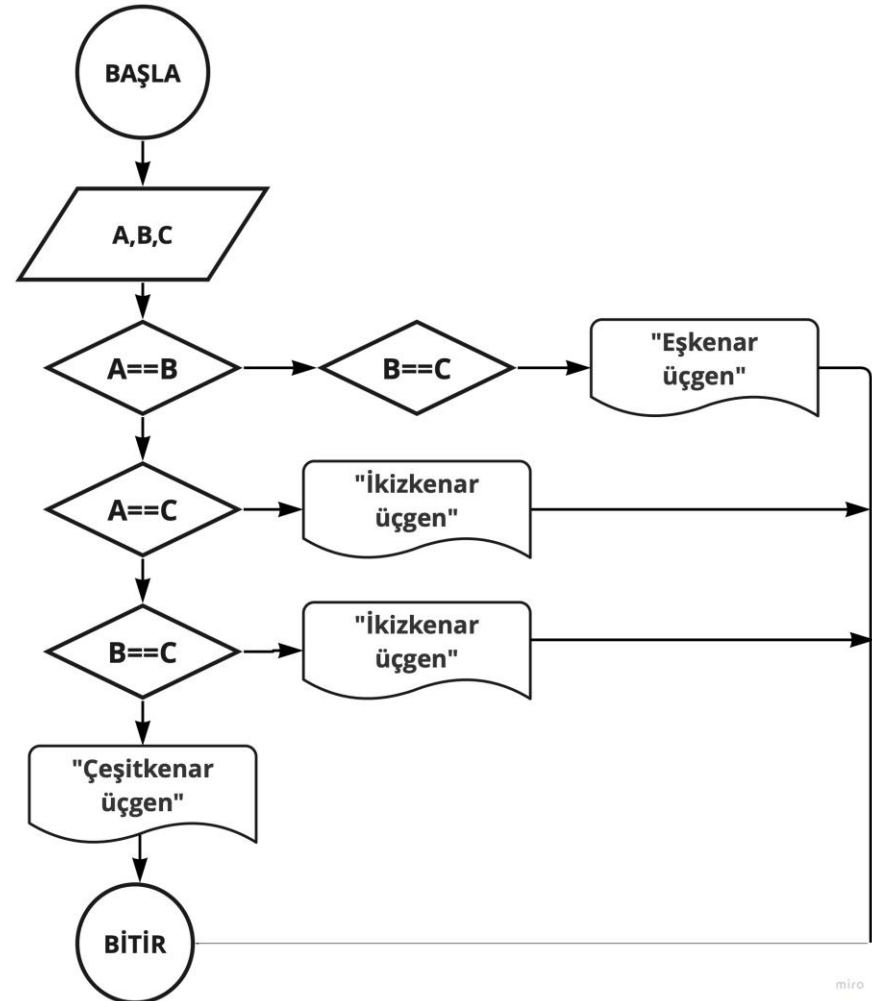 BAŞLA
A,B,C
A==B
B==C
"Eşkenar
üçgen"
A==C
"İkizkenar
üçgen"
B==C
"İkizkenar
üçgen"
"Çeşitkenar
üçgen"
BİTİR
miro